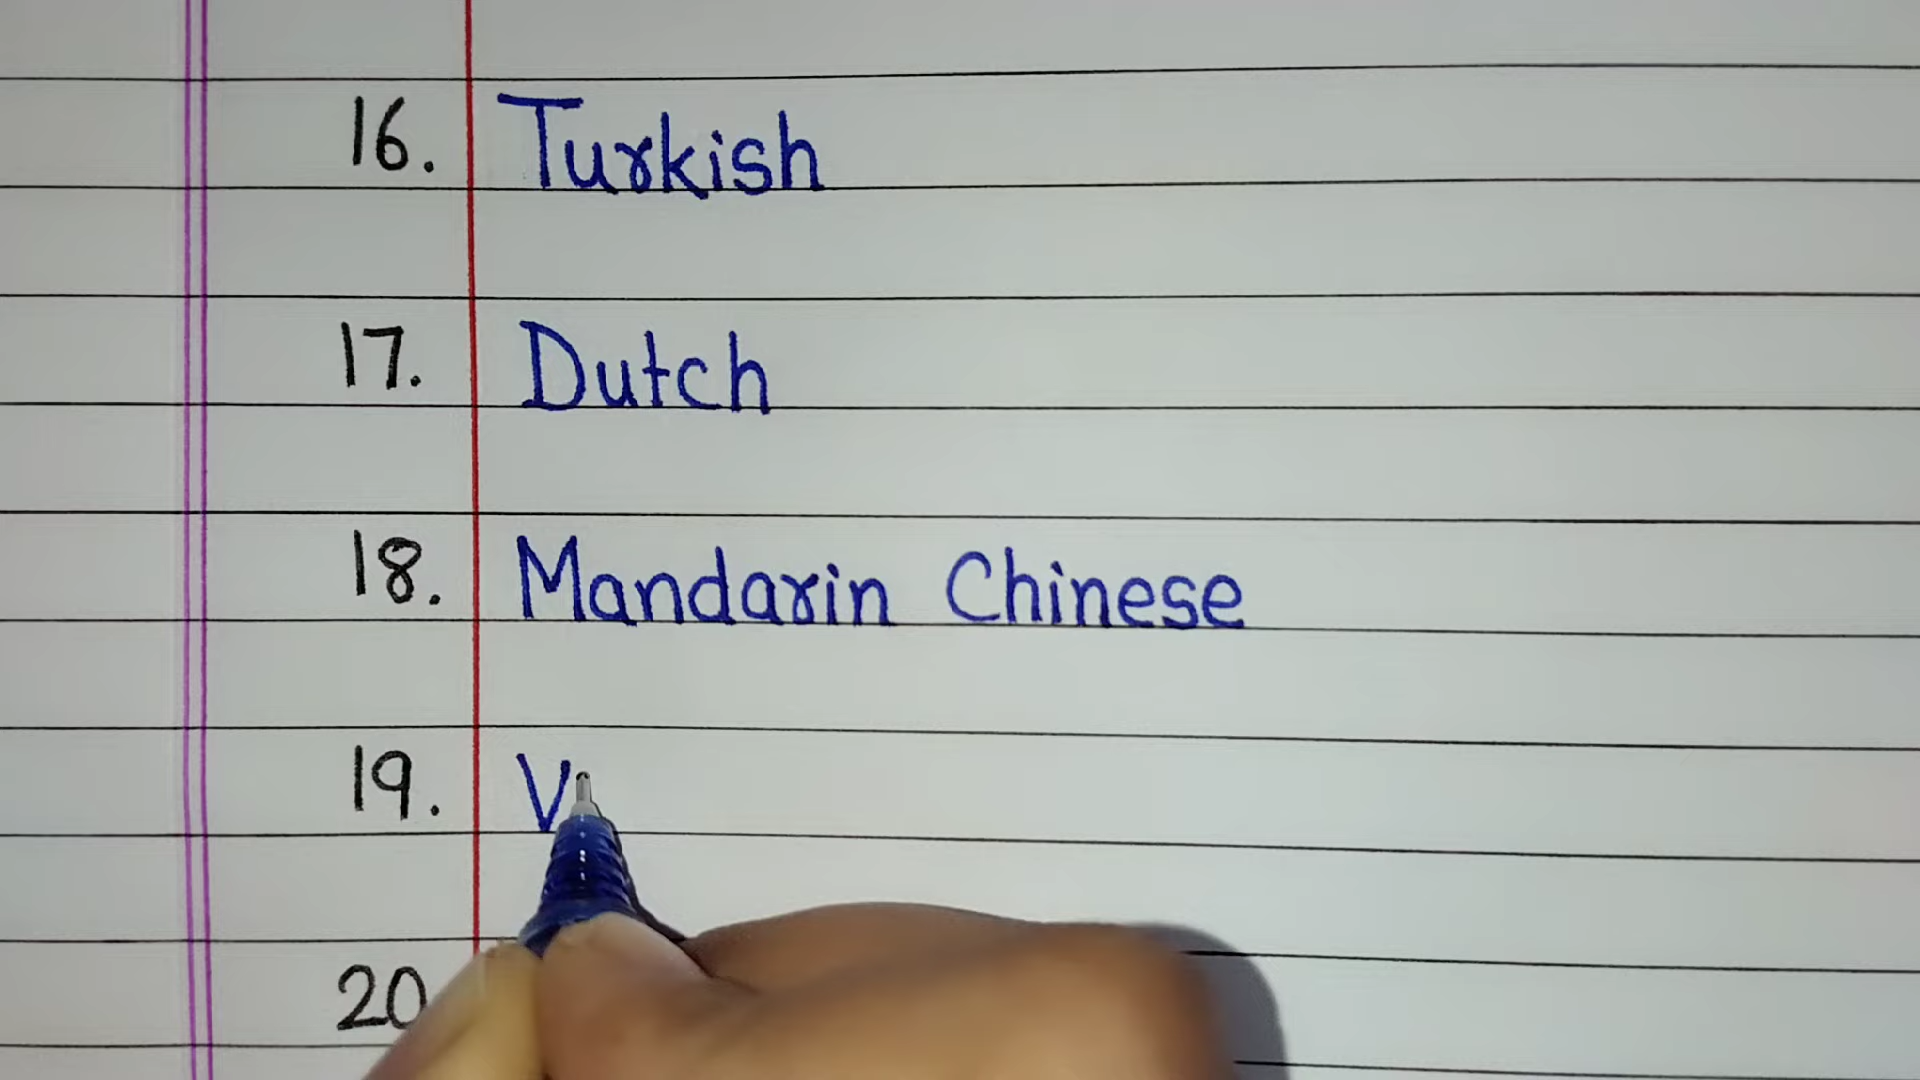 16. Turkish
17. Dutch
18. Mandarin Chinese
19. V
20